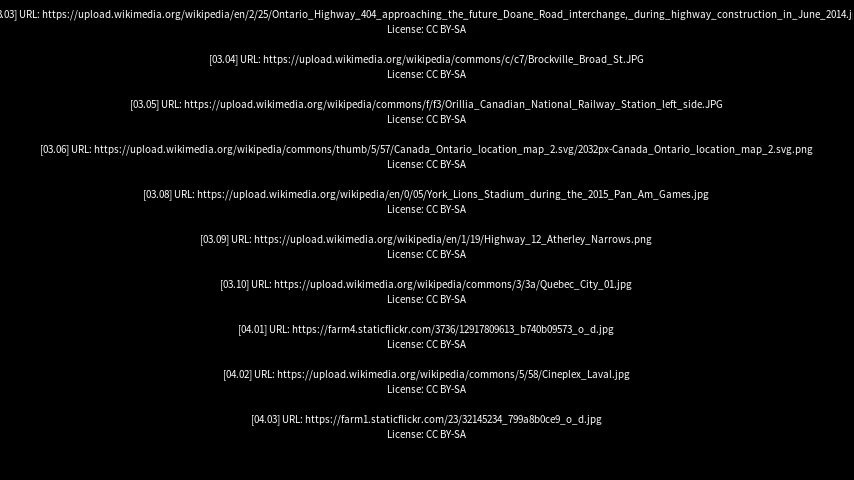 .03] URL: https://upload.wikimedia.org/wikipedia/en/2/25/Ontario_Highway_404_approaching_the_future_Doane_Road_interchange,_during_highway_construction_in_June_2014.j
License: CC BY-SA
[03.04] URL: https://upload.wikimedia.org/wikipedia/commons/c/c7/Brockville_Broad_St.JPG
License: CC BY-SA
[03.05] URL: https://upload.wikimedia.org/wikipedia/commons/f/f3/Orillia_Canadian_National_Railway_Station_left_side.JPG
License: CC BY-SA
[03.06] URL: https://upload.wikimedia.org/wikipedia/commons/thumb/5/57/Canada_Ontario_location_map_2.svg/2032px-Canada_Ontario_location_map_2.svg.png
License: CC BY-SA
[03.08] URL: https://upload.wikimedia.org/wikipedia/en/0/05/York_Lions_Stadium_during_the_2015_Pan_Am_Games.jpg
License: CC BY-SA
[03.09] URL: https://upload.wikimedia.org/wikipedia/en/1/19/Highway_12_Atherley_Narrows.png
License: CC BY-SA
[03.10] URL: https://upload.wikimedia.org/wikipedia/commons/3/3a/Quebec_City_01.jpg
License: CC BY-SA
[04.01] URL: https://farm4.staticflickr.com/3736/12917809613_b740b09573_o_d.jpg
License: CC BY-SA
[04.02] URL: https://upload.wikimedia.org/wikipedia/commons/5/58/Cineplex_Laval.jpg
License: CC BY-SA
[04.03] URL: https://farm1.staticflickr.com/23/32145234_799a8b0ce9_o_d.jpg
License: CC BY-SA